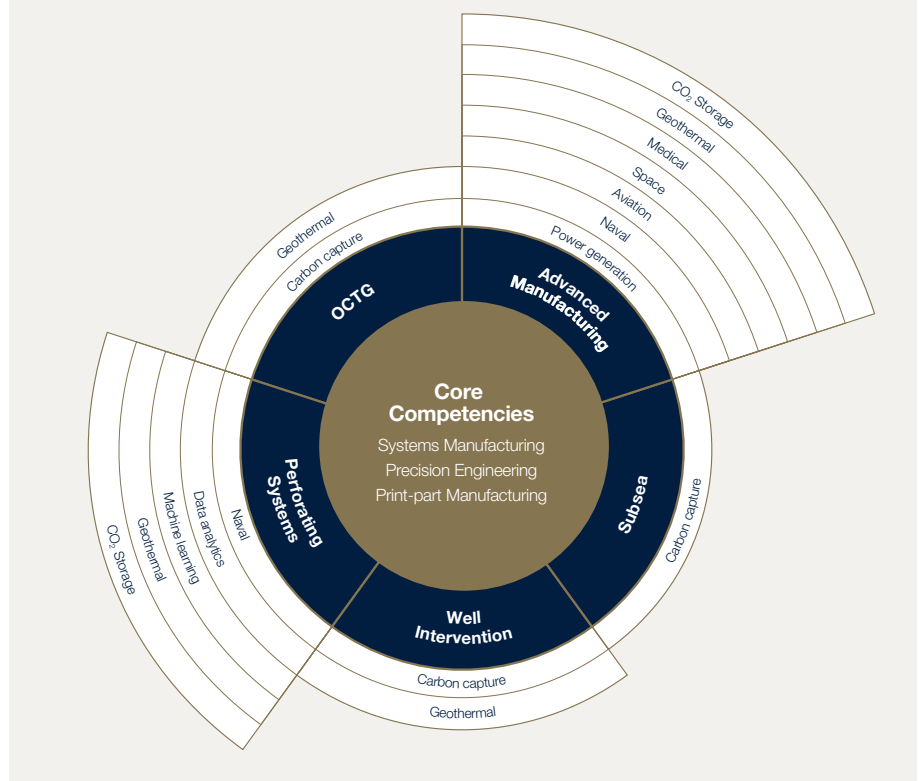 Core
Competencies
Systems Manufacturing
Precision Engineering
Print-part Manufacturing
Advanced
Manufacturing
Power generation
Naval
Aviation
Space
Medical
Geothermal
CO₂ Storage
Subsea
Carbon capture
Well
Intervention
Carbon capture
Geothermal
Perforating
Systems
Naval
Data analytics
Machine learning
Geothermal
CO₂ Storage
OCTG
Carbon capture
Geothermal